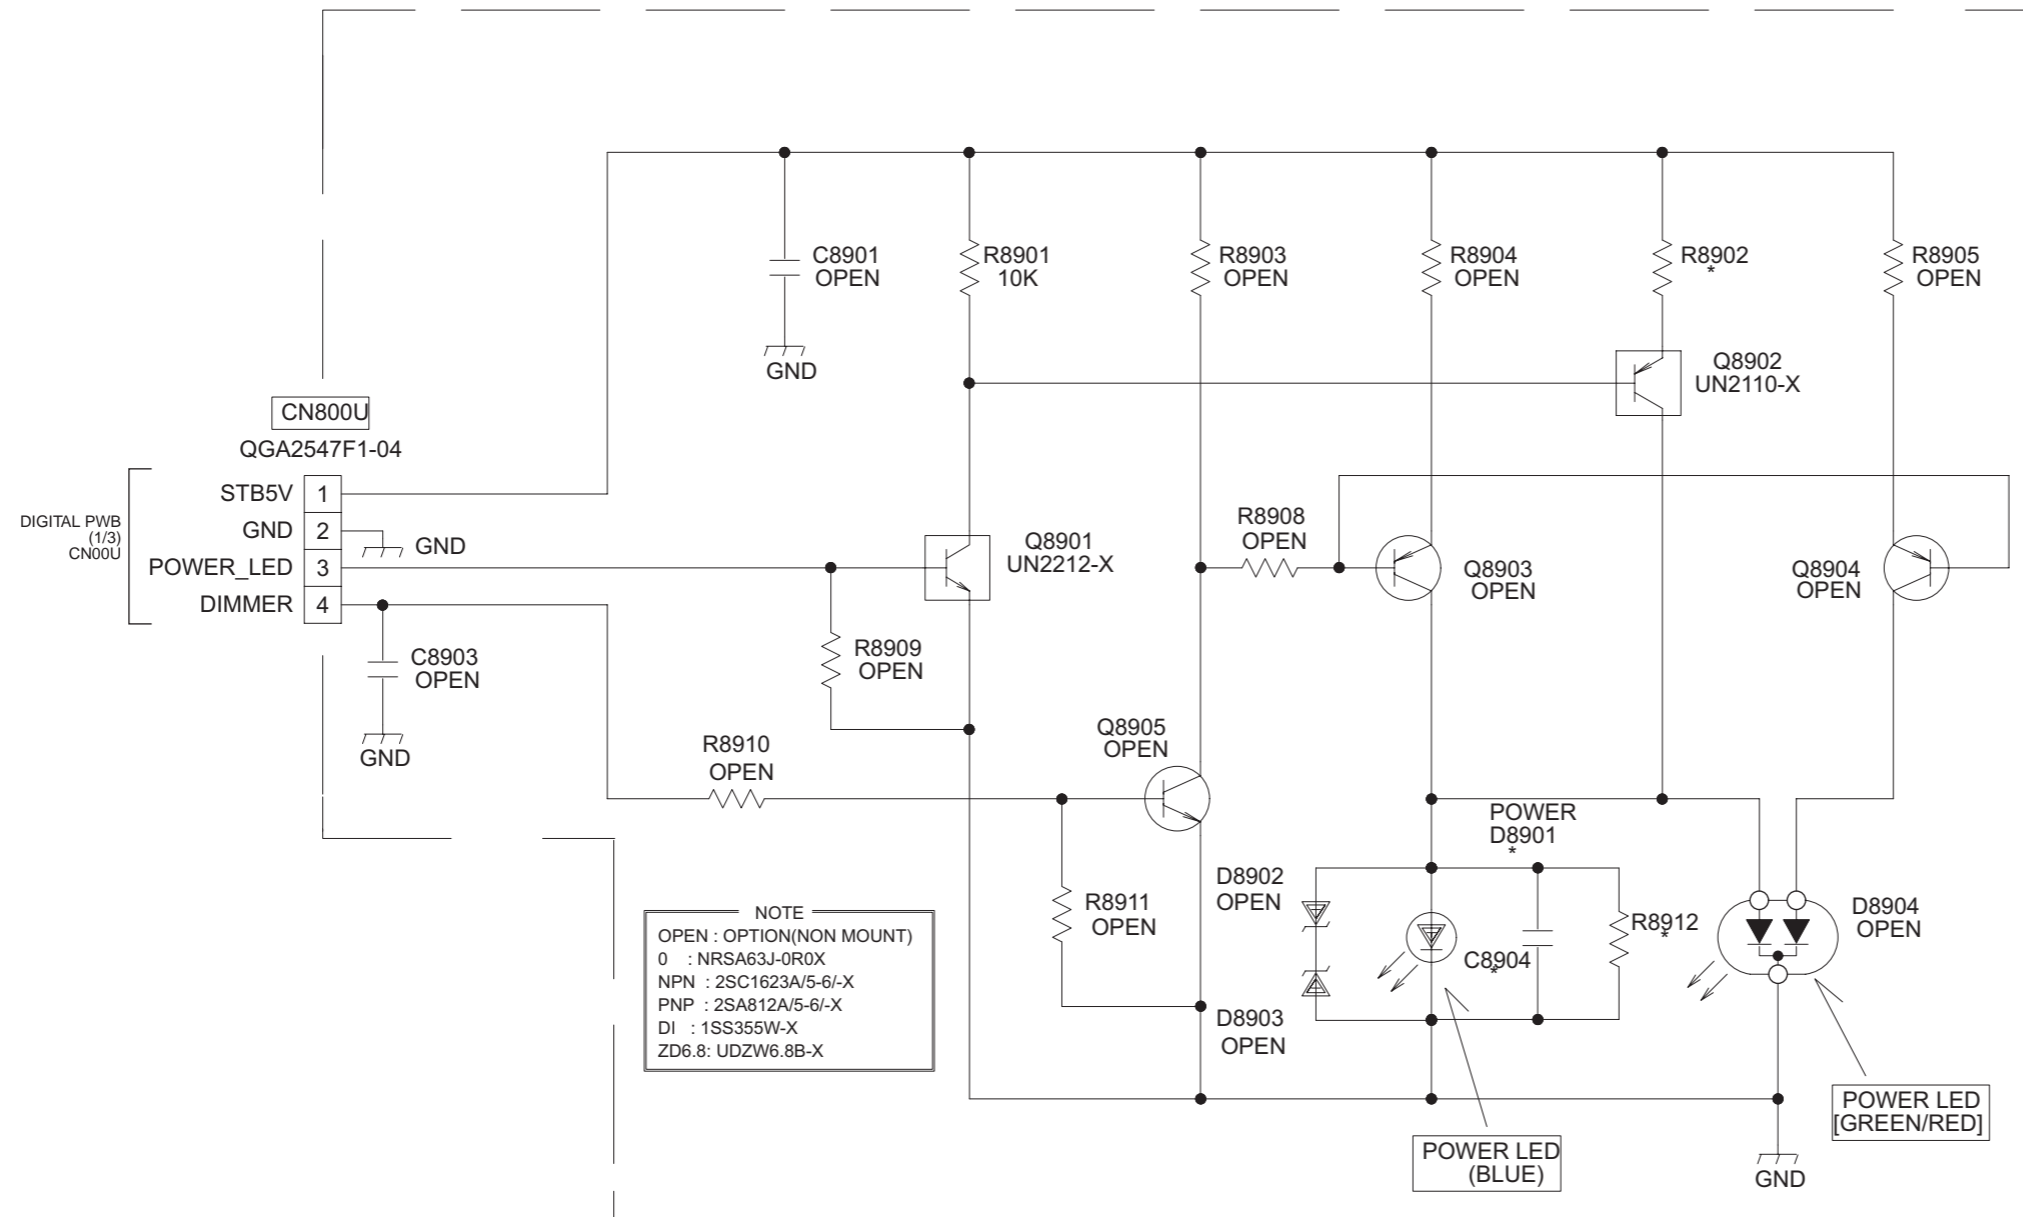 C8901
OPEN
R8901
10K
R8903
OPEN
R8904
OPEN
R8902
*
R8905
OPEN
GND
Q8902
UN2110-X
CN800U
QGA2547F1-04
DIGITAL PWB
(1/3)
CN00U
STB5V 1
GND 2
POWER_LED 3
DIMMER 4
GND
Q8901
UN2212-X
R8908
OPEN
Q8903
OPEN
Q8904
OPEN
C8903
OPEN
GND
R8909
OPEN
R8910
OPEN
Q8905
OPEN
POWER
D8901
*
R8911
OPEN
D8902
OPEN
D8903
OPEN
C8904
*
R8912
*
D8904
OPEN
NOTE
OPEN : OPTION(NON MOUNT)
0 : NRSA63J-0R0X
NPN : 2SC1623A/5-6/-X
PNP : 2SA812A/5-6/-X
DI : 1SS355W-X
ZD6.8: UDZW6.8B-X
POWER LED
(BLUE)
POWER LED
[GREEN/RED]
GND